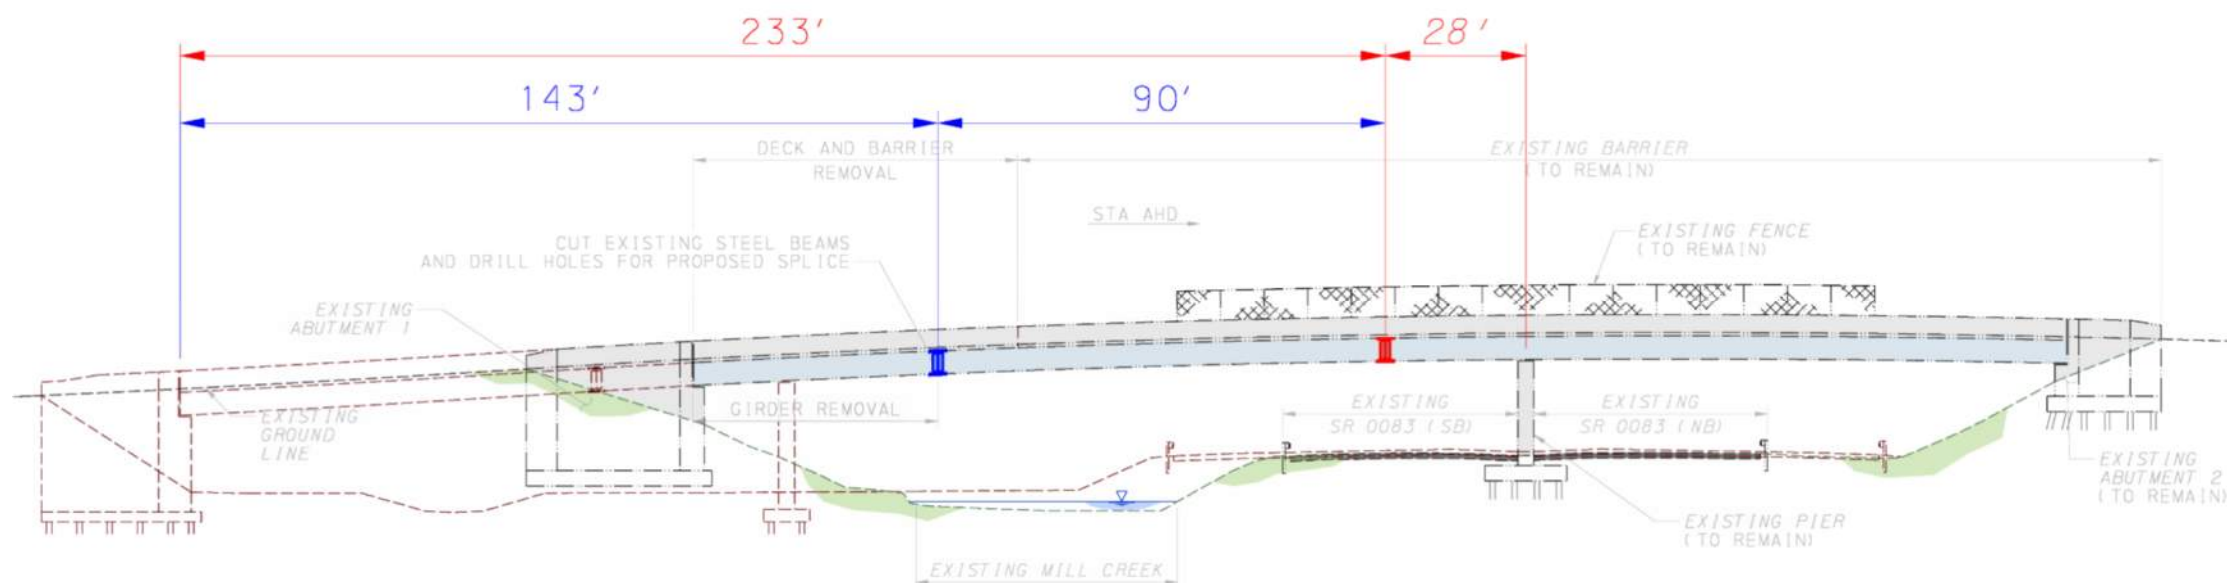 233' 28'
143' 90'
DECK AND BARRIER
REMOVAL
EXISTING BARRIER
(TO REMAIN)
STA AHD
CUT EXISTING STEEL BEAMS
AND DRILL HOLES FOR PROPOSED SPLICE
EXISTING FENCE
(TO REMAIN)
EXISTING
ABUTMENT 1
EXISTING
GROUND
LINE
GIRDER REMOVAL
EXISTING
SR 0083 (SB)
EXISTING
SR 0083 (NB)
EXISTING
ABUTMENT 2
(TO REMAIN)
EXISTING PIER
(TO REMAIN)
EXISTING MILL CREEK